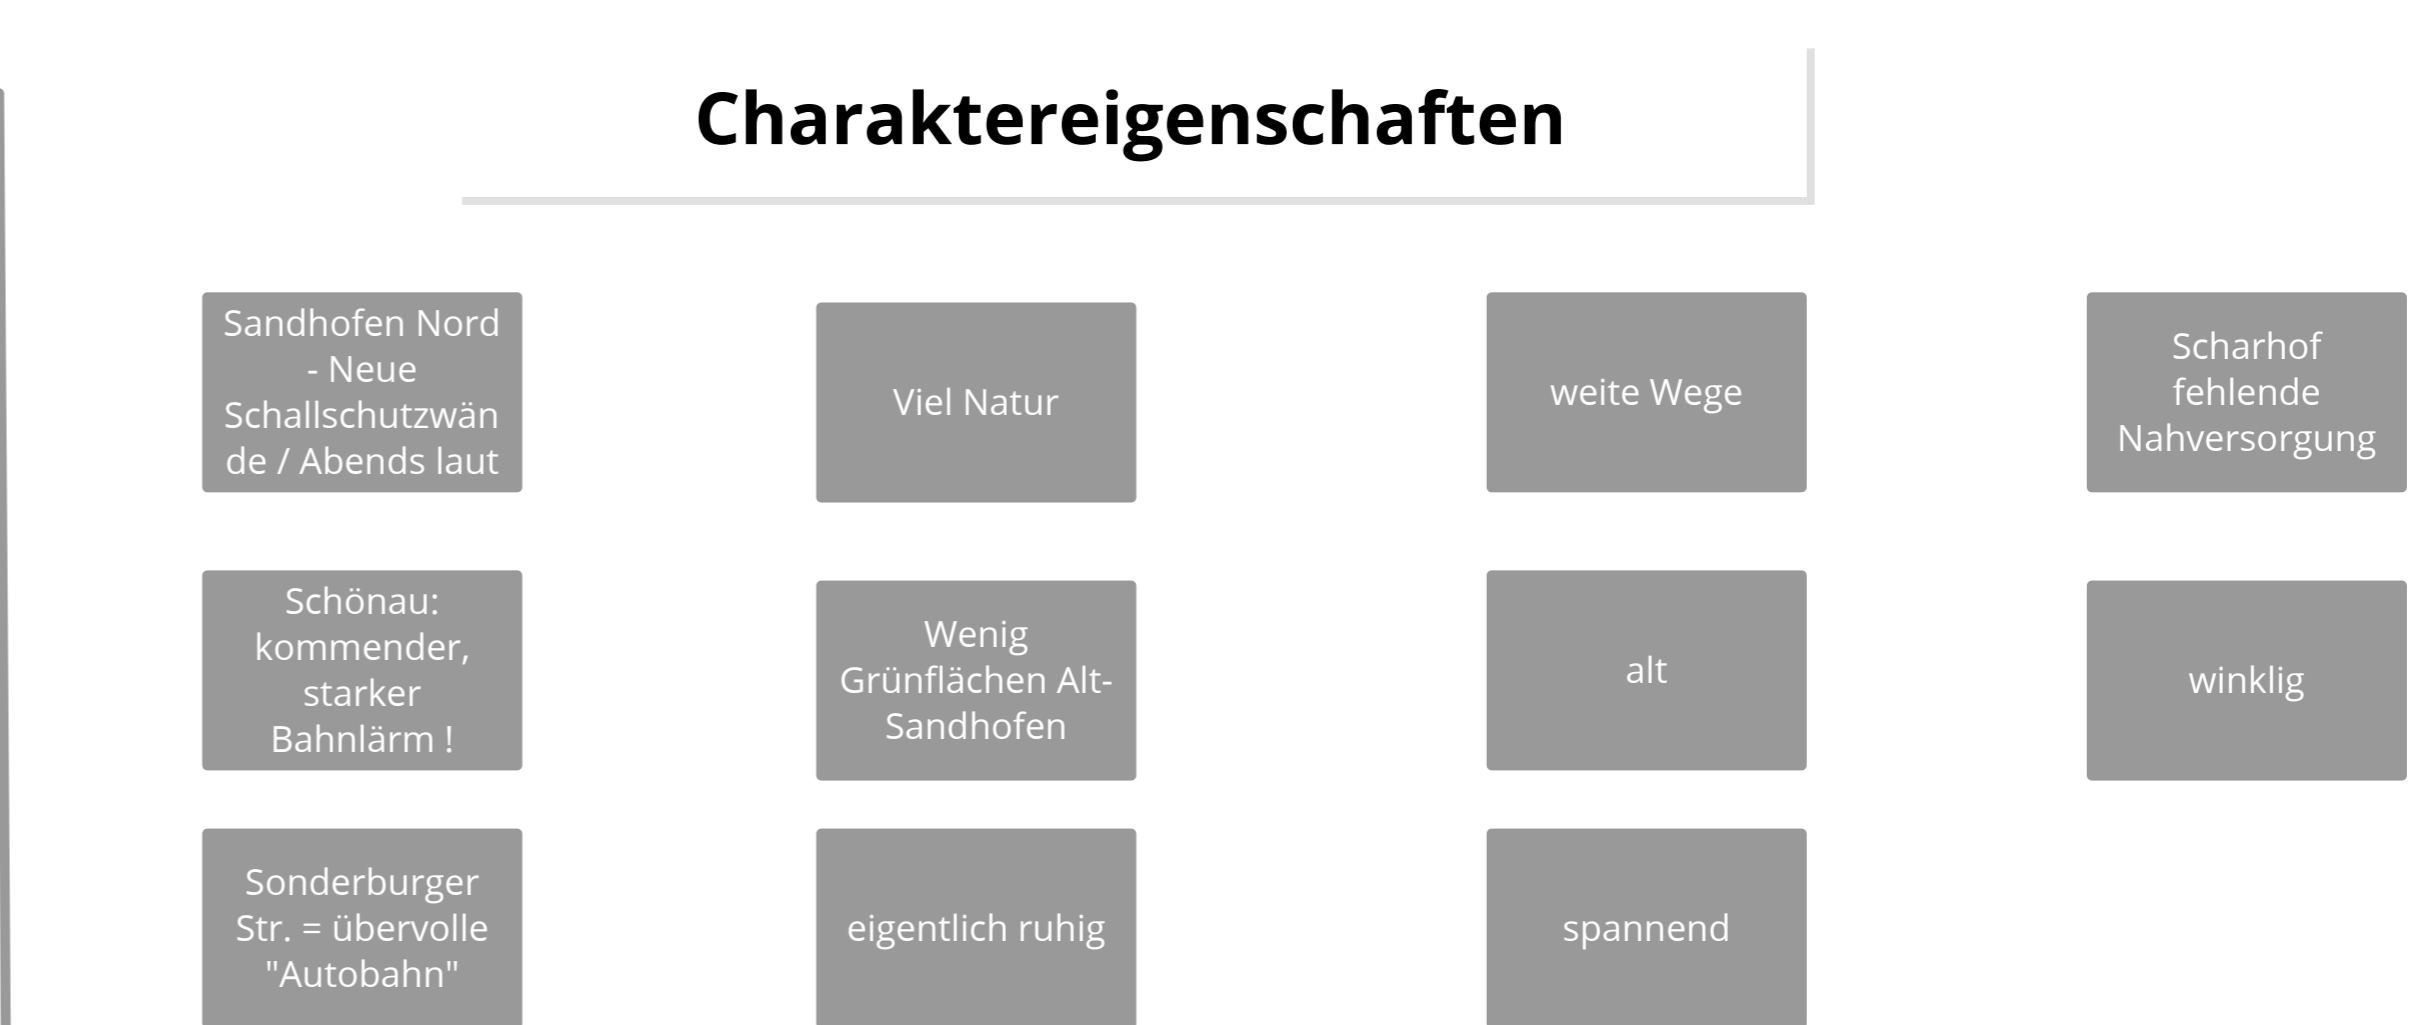 Charaktereigenschaften
Sandhofen Nord
- Neue
Schallschutzwän
de / Abends laut
Viel Natur
weite Wege
Scharhof
fehlende
Nahversorgung
Schönau:
kommender,
starker
Bahnlärm !
Wenig
Grünflächen Alt-
Sandhofen
alt
winklig
Sonderburger
Str. = übervolle
"Autobahn"
eigentlich ruhig
spannend